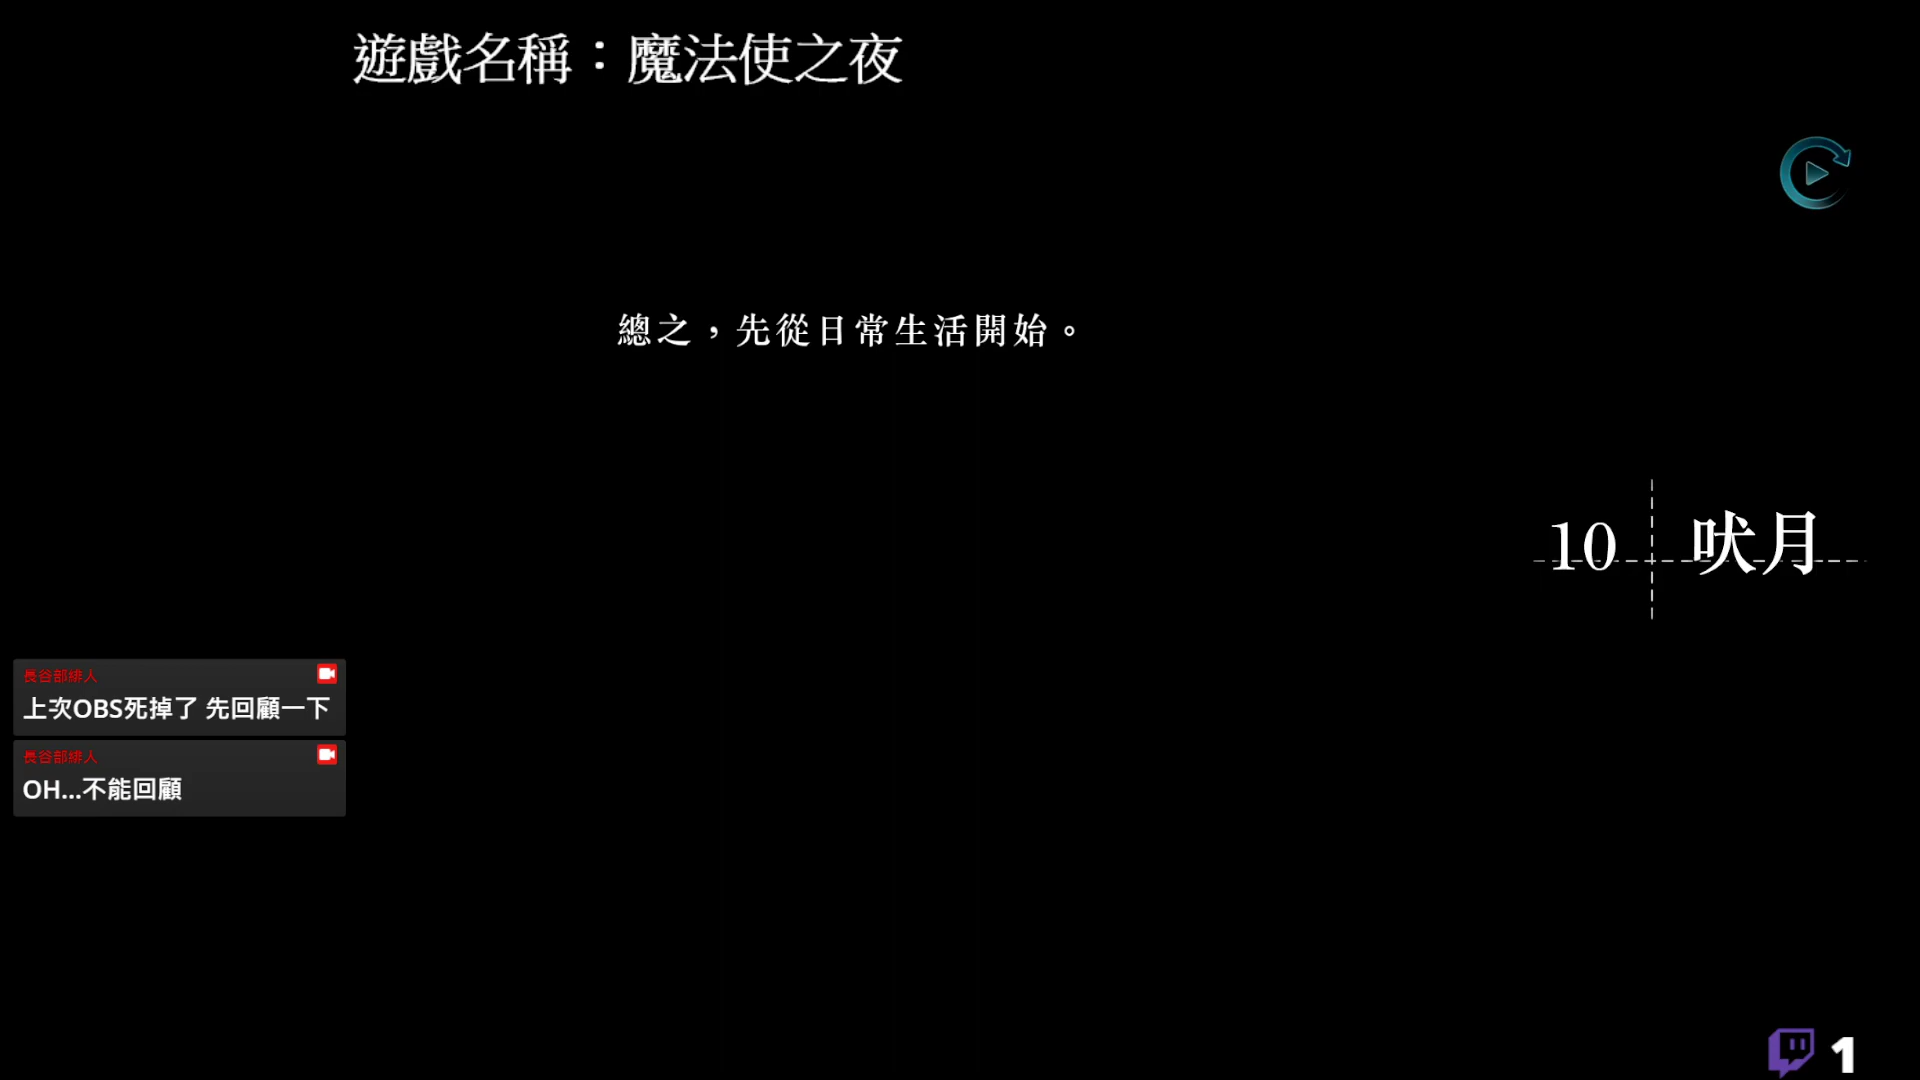 遊戲名稱：魔法使之夜
總之，先從日常生活開始。
10 吠月
長谷部緋人
上次OBS死掉了 先回顧一下
長谷部緋人
OH...不能回顧
1